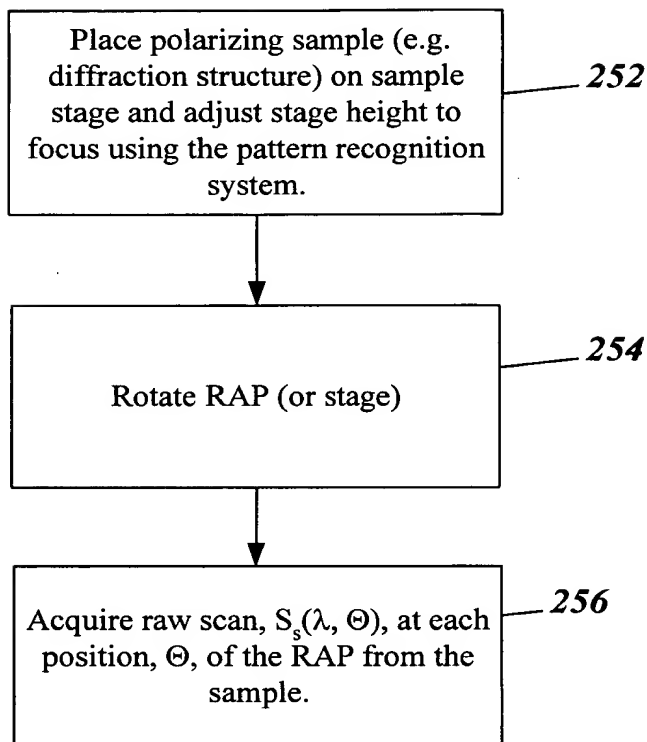 Place polarizing sample (e.g.
diffraction structure) on sample
stage and adjust stage height to
focus using the pattern recognition
system.
252
Rotate RAP (or stage)
254
Acquire raw scan, Sₛ(λ, Θ), at each
position, Θ, of the RAP from the
sample.
256